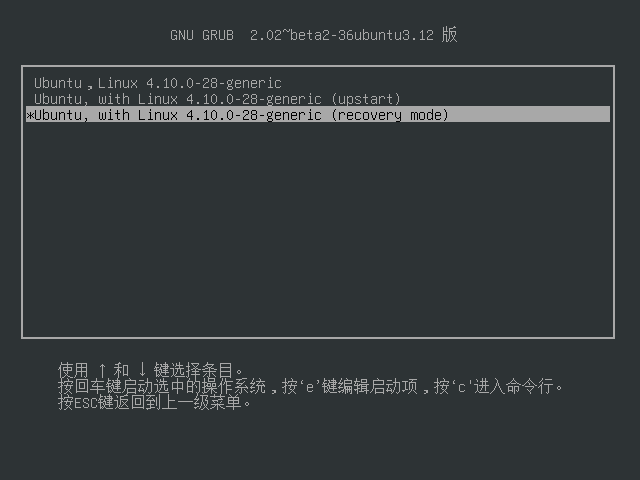 GNU GRUB  2.02~beta2-36ubuntu3.12 版
Ubuntu，Linux 4.10.0-28-generic
Ubuntu, with Linux 4.10.0-28-generic (upstart)
*Ubuntu, with Linux 4.10.0-28-generic (recovery mode)
使用 ↑ 和 ↓ 键选择条目。
按回车键启动选中的操作系统，按‘e’键编辑启动项，按‘c'进入命令行。
按ESC键返回到上一级菜单。